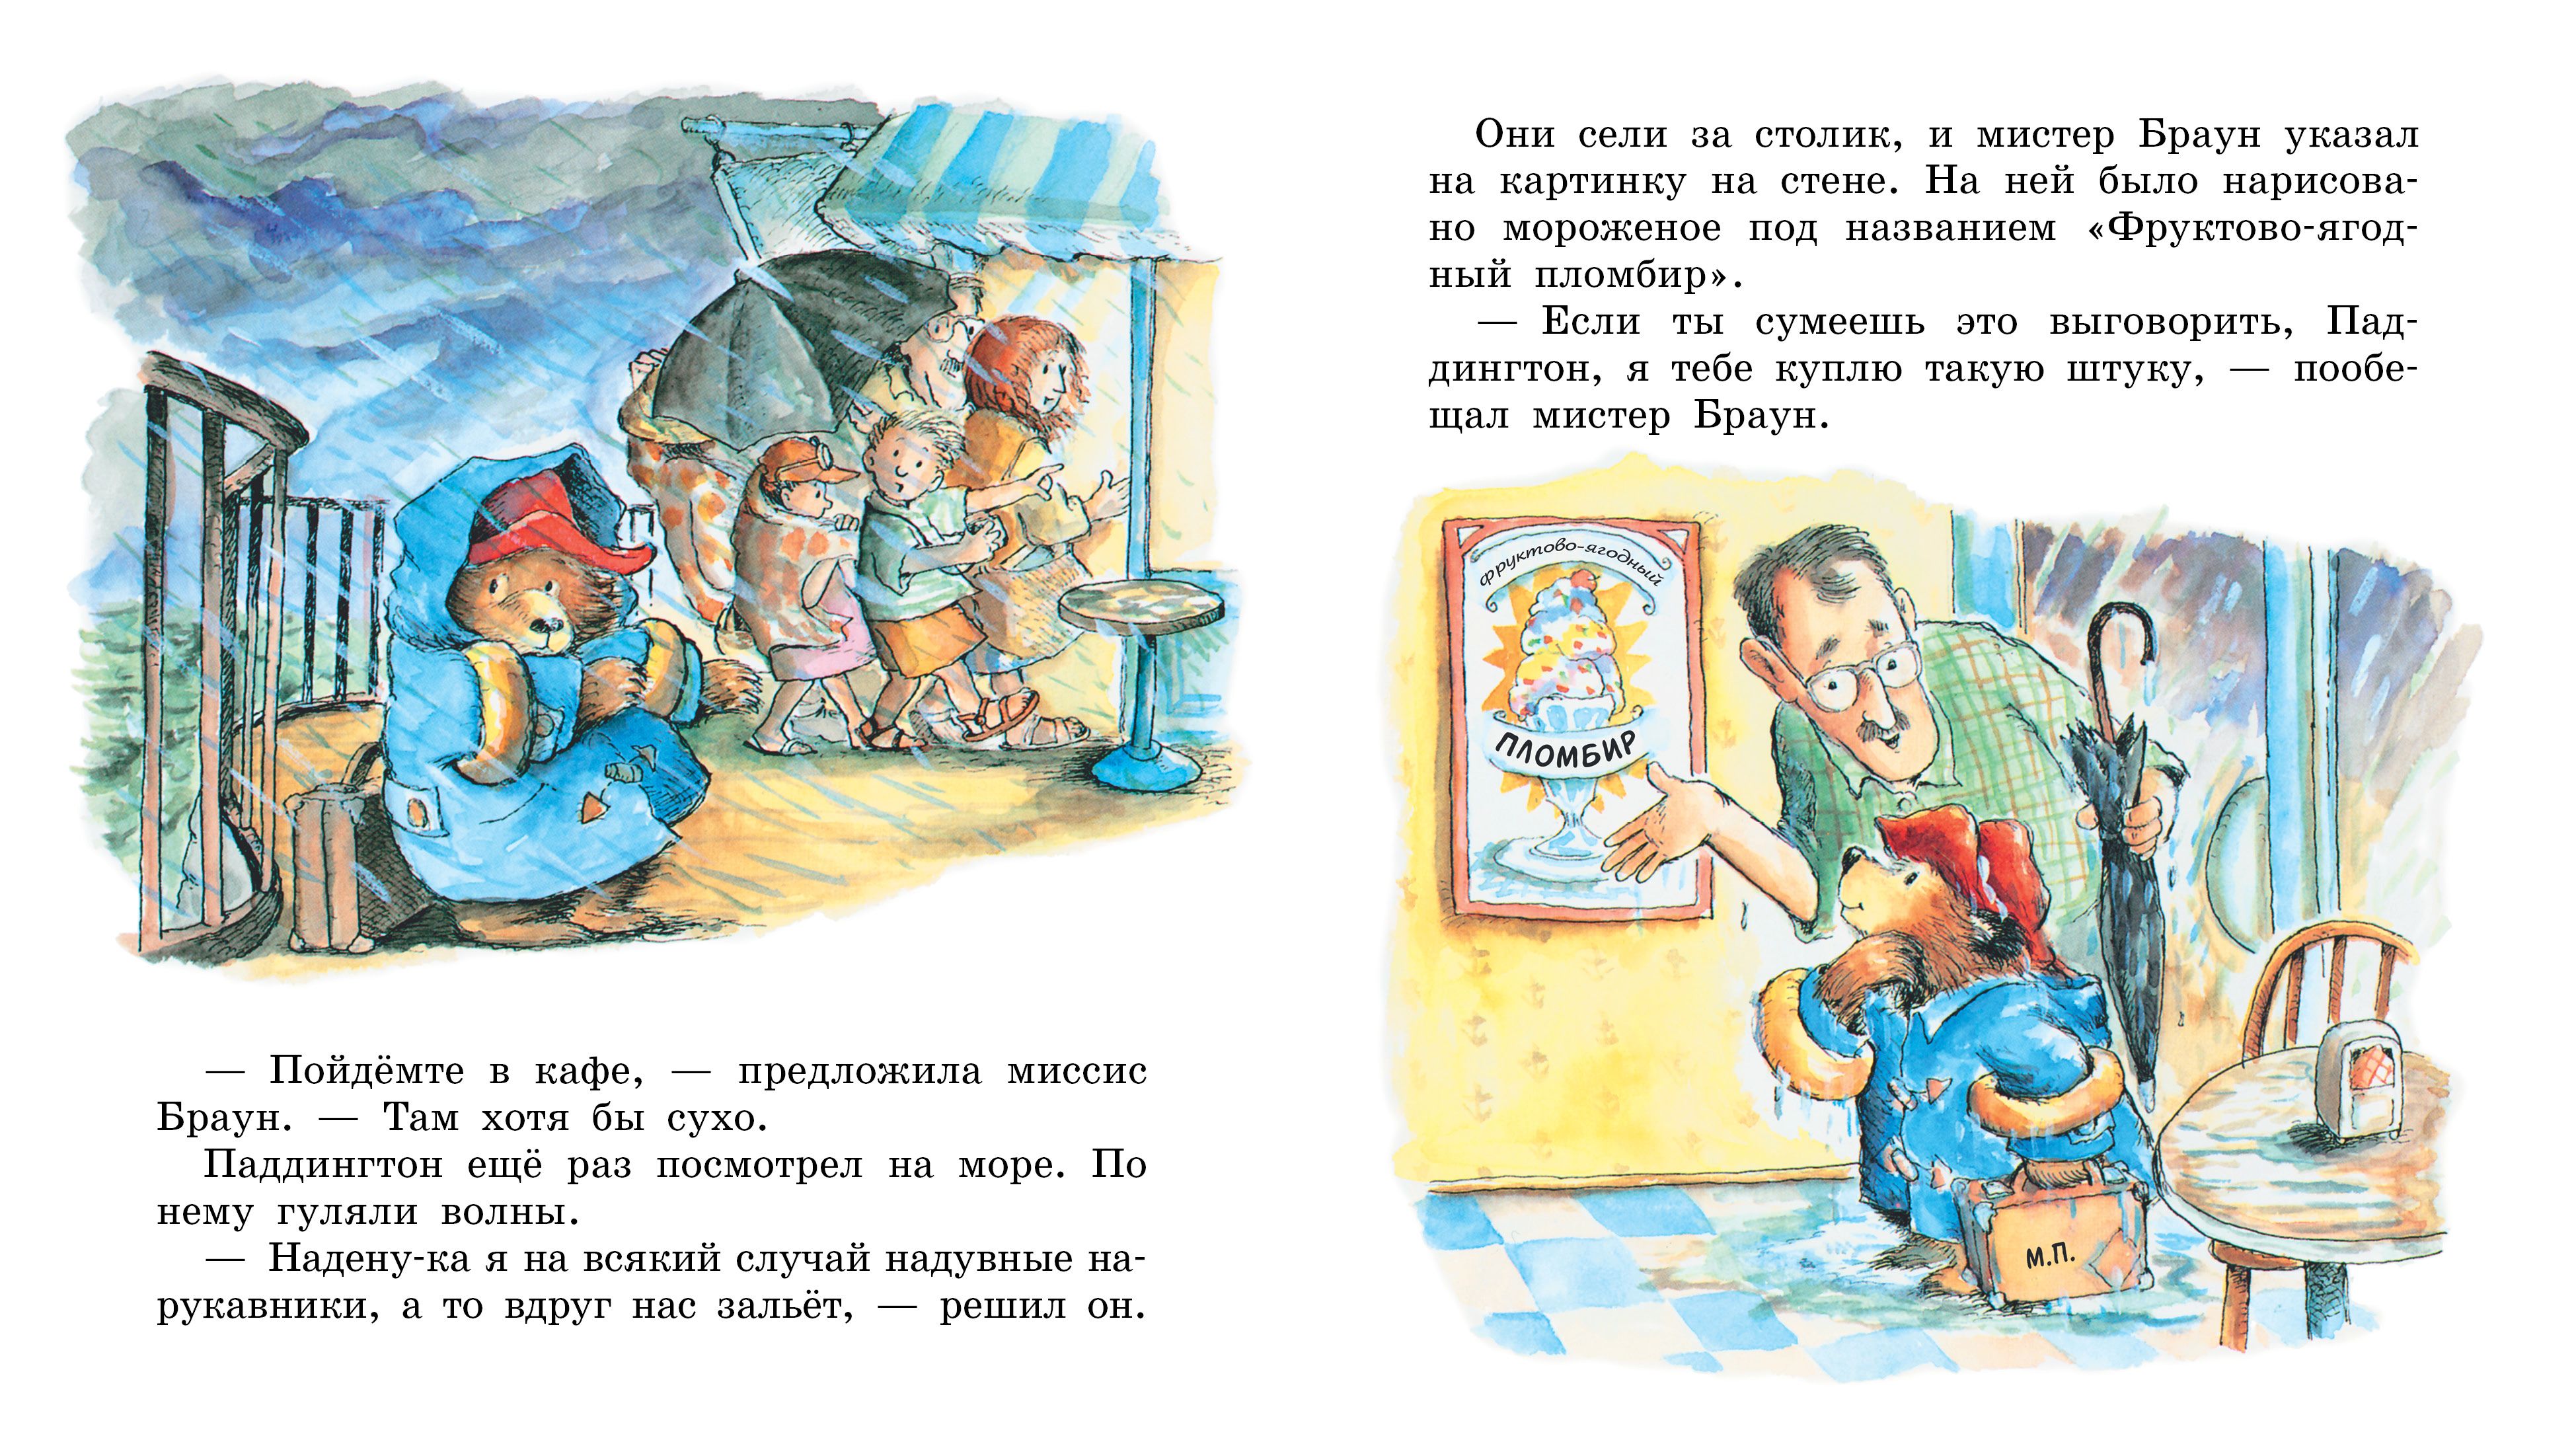 — Пойдёмте в кафе, — предложила миссис
Браун. — Там хотя бы сухо.
Паддингтон ещё раз посмотрел на море. По
нему гуляли волны.
— Надену-ка я на всякий случай надувные на-
рукавники, а то вдруг нас зальёт, — решил он.
Они сели за столик, и мистер Браун указал
на картинку на стене. На ней было нарисова-
но мороженое под названием «Фруктово-ягод-
ный пломбир».
— Если ты сумеешь это выговорить, Пад-
дингтон, я тебе куплю такую штуку, — пообе-
щал мистер Браун.
фруктово-ягодный
ПЛОМБИР
М.П.